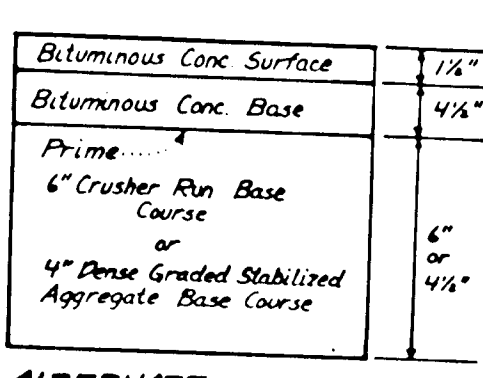 Bituminous Conc. Surface
1½"
Bituminous Conc. Base
4½"
Prime......
6" Crusher Run Base
Course
or
4" Dense Graded Stabilized
Aggregate Base Course
6"
or
4½"
ALTERNATE